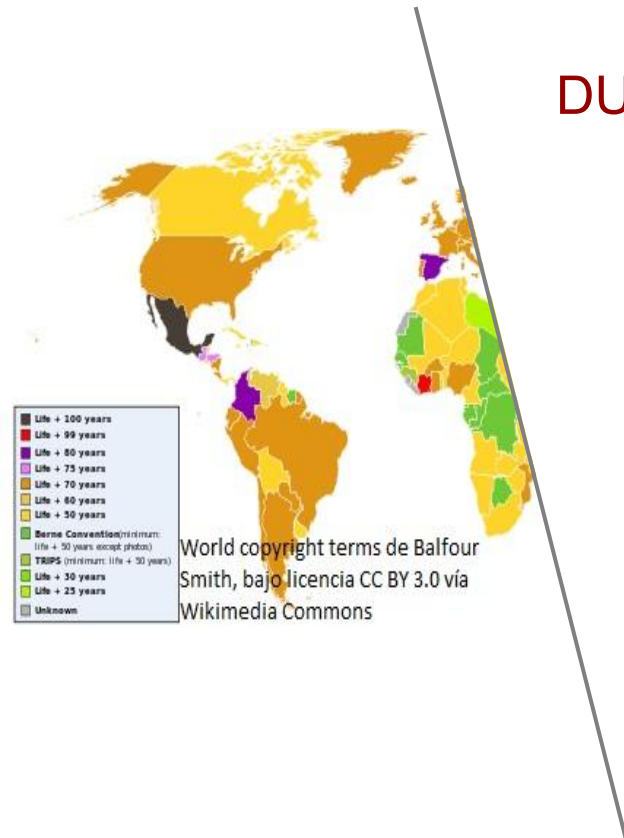 DU
Life + 100 years
Life + 99 years
Life + 80 years
Life + 75 years
Life + 70 years
Life + 60 years
Life + 50 years
Berne Convention(minimum:
life + 50 years except photos)
TRIPS (minimum: life + 50 years)
Life + 30 years
Life + 25 years
Unknown
World copyright terms de Balfour
Smith, bajo licencia CC BY 3.0 vía
Wikimedia Commons